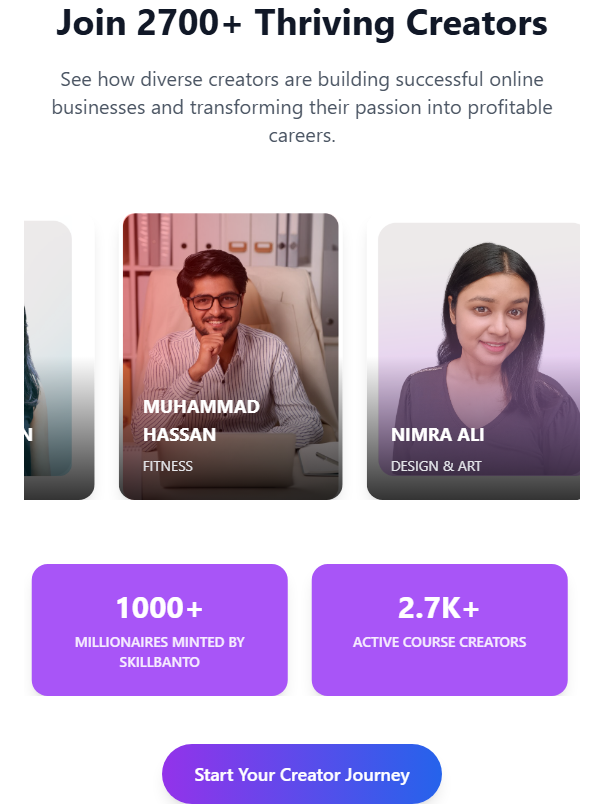 Join 2700+ Thriving Creators
See how diverse creators are building successful online
businesses and transforming their passion into profitable
careers.
N
MUHAMMAD
HASSAN
FITNESS
NIMRA ALI
DESIGN & ART
1000+
MILLIONAIRES MINTED BY
SKILLBANTO
2.7K+
ACTIVE COURSE CREATORS
Start Your Creator Journey